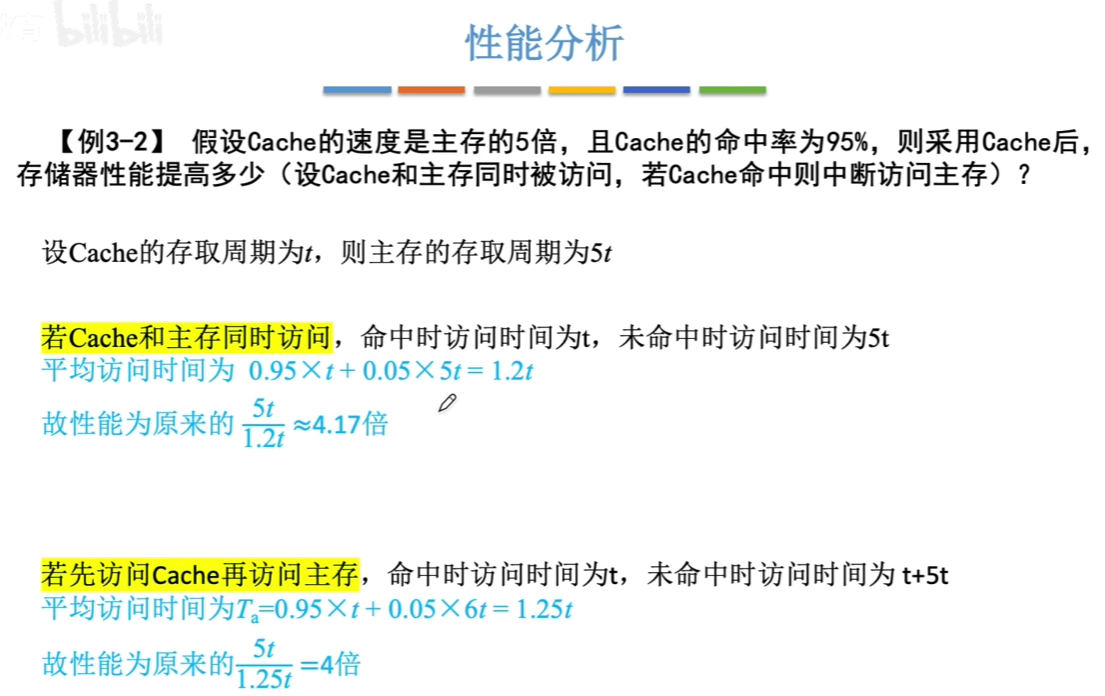 bilibili
性能分析
【例3-2】 假设Cache的速度是主存的5倍，且Cache的命中率为95%，则采用Cache后，
存储器性能提高多少（设Cache和主存同时被访问，若Cache命中则中断访问主存）？
设Cache的存取周期为t，则主存的存取周期为5t
若Cache和主存同时访问，命中时访问时间为t，未命中时访问时间为5t
平均访问时间为 0.95×t + 0.05×5t = 1.2t
故性能为原来的 5t/1.2t ≈4.17倍
若先访问Cache再访问主存，命中时访问时间为t，未命中时访问时间为 t+5t
平均访问时间为Tₐ=0.95×t + 0.05×6t = 1.25t
故性能为原来的 5t/1.25t =4倍